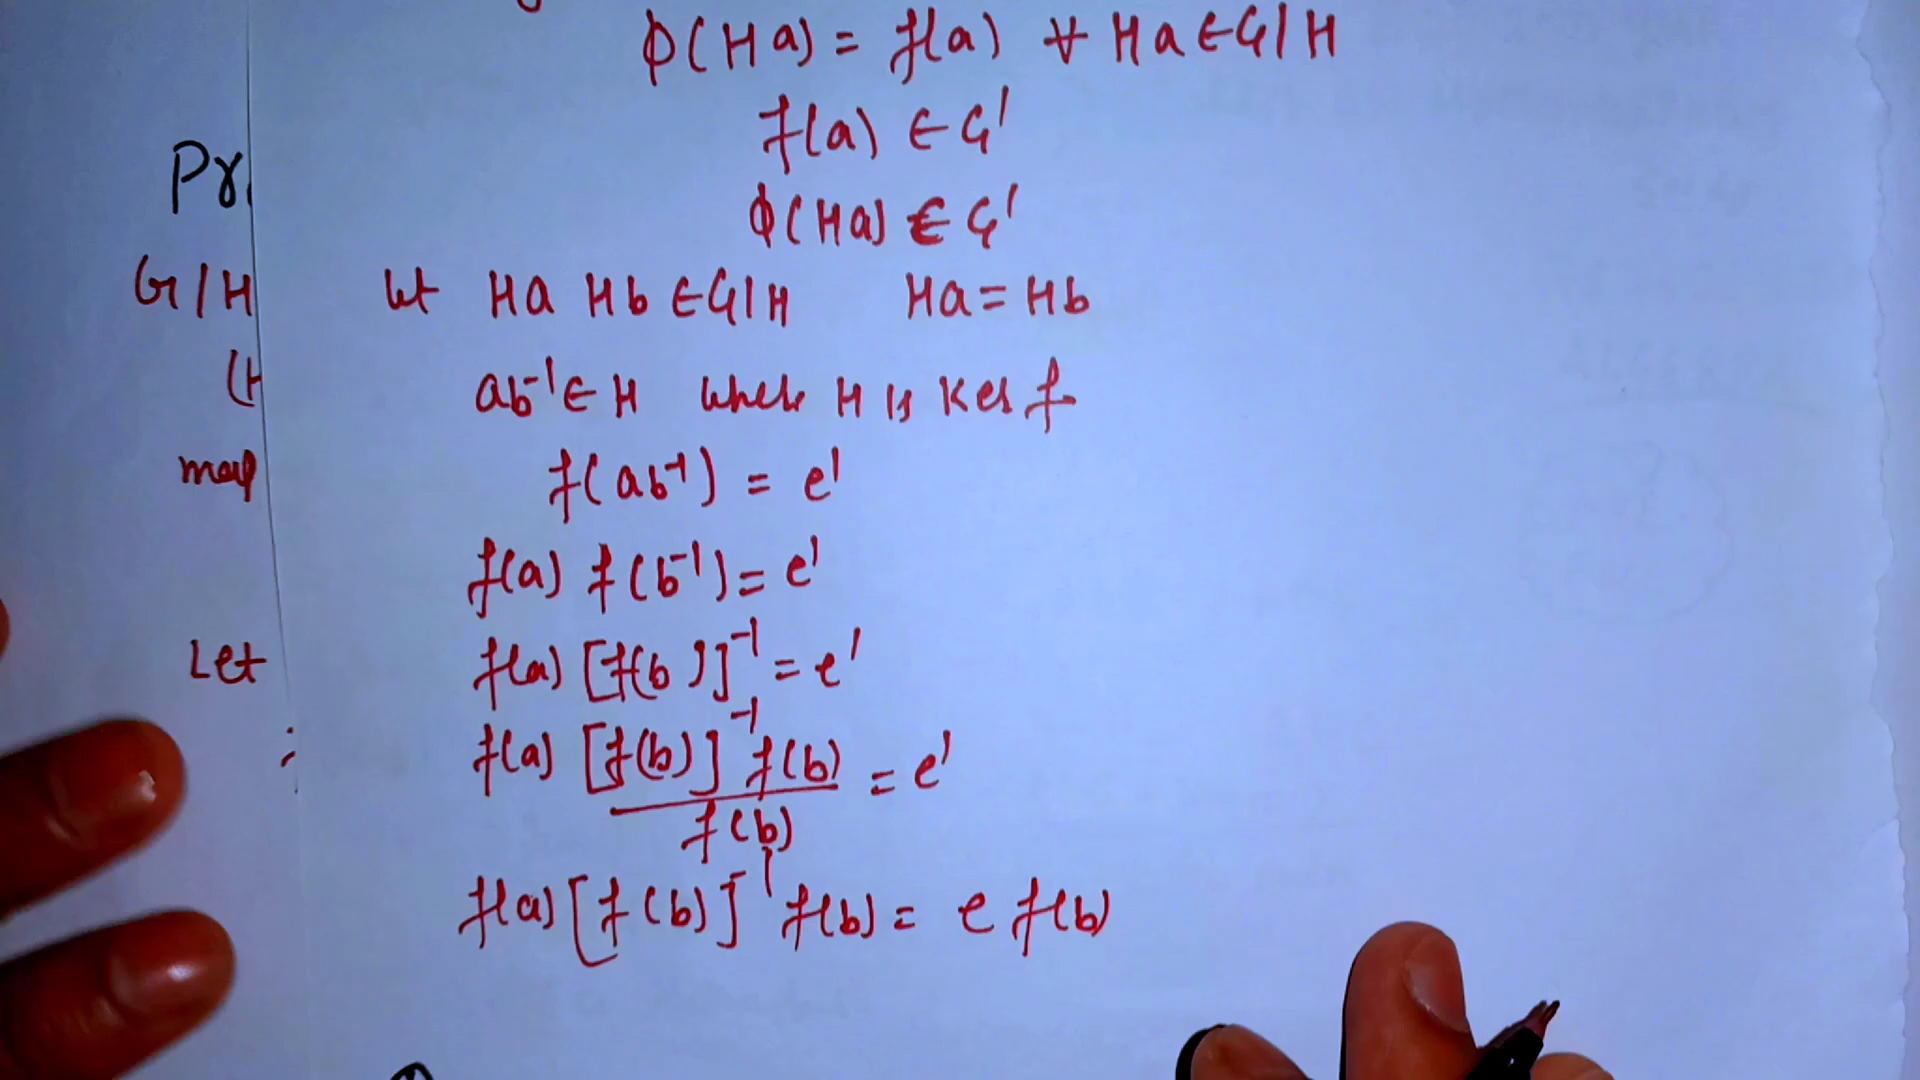 ϕ(Ha) = f(a) ∀ Ha ∈ G/H
f(a) ∈ G'
Pr
ϕ(Ha) ∈ G'
G/H let Ha Hb ∈ G/H Ha = Hb
(H ab⁻¹ ∈ H where H is Ker f
map f(ab⁻¹) = e'
f(a) f(b⁻¹) = e'
Let f(a) [f(b)]⁻¹ = e'
f(a) [f(b)]⁻¹ f(b) = e'
f(b)
f(a) [f(b)]⁻¹ f(b) = e f(b)